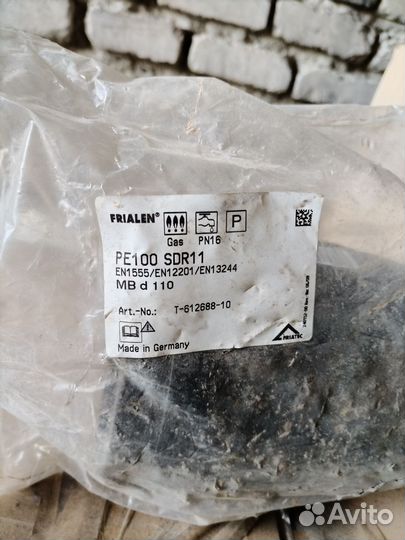 FRIALEN®
Gas PN16 P
PE100 SDR11
EN1555/EN12201/EN13244
MB d 110
Art.-No.: T-612688-10
Made in Germany
FRIATEC
Avito